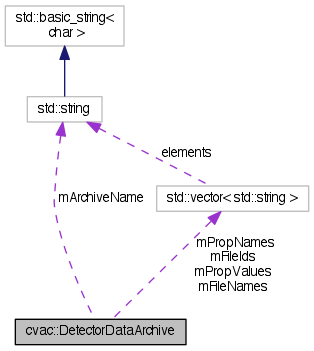 std::basic_string<
char >
std::string
elements
mArchiveName
std::vector< std::string >
mPropNames
mFileIds
mPropValues
mFileNames
cvac::DetectorDataArchive